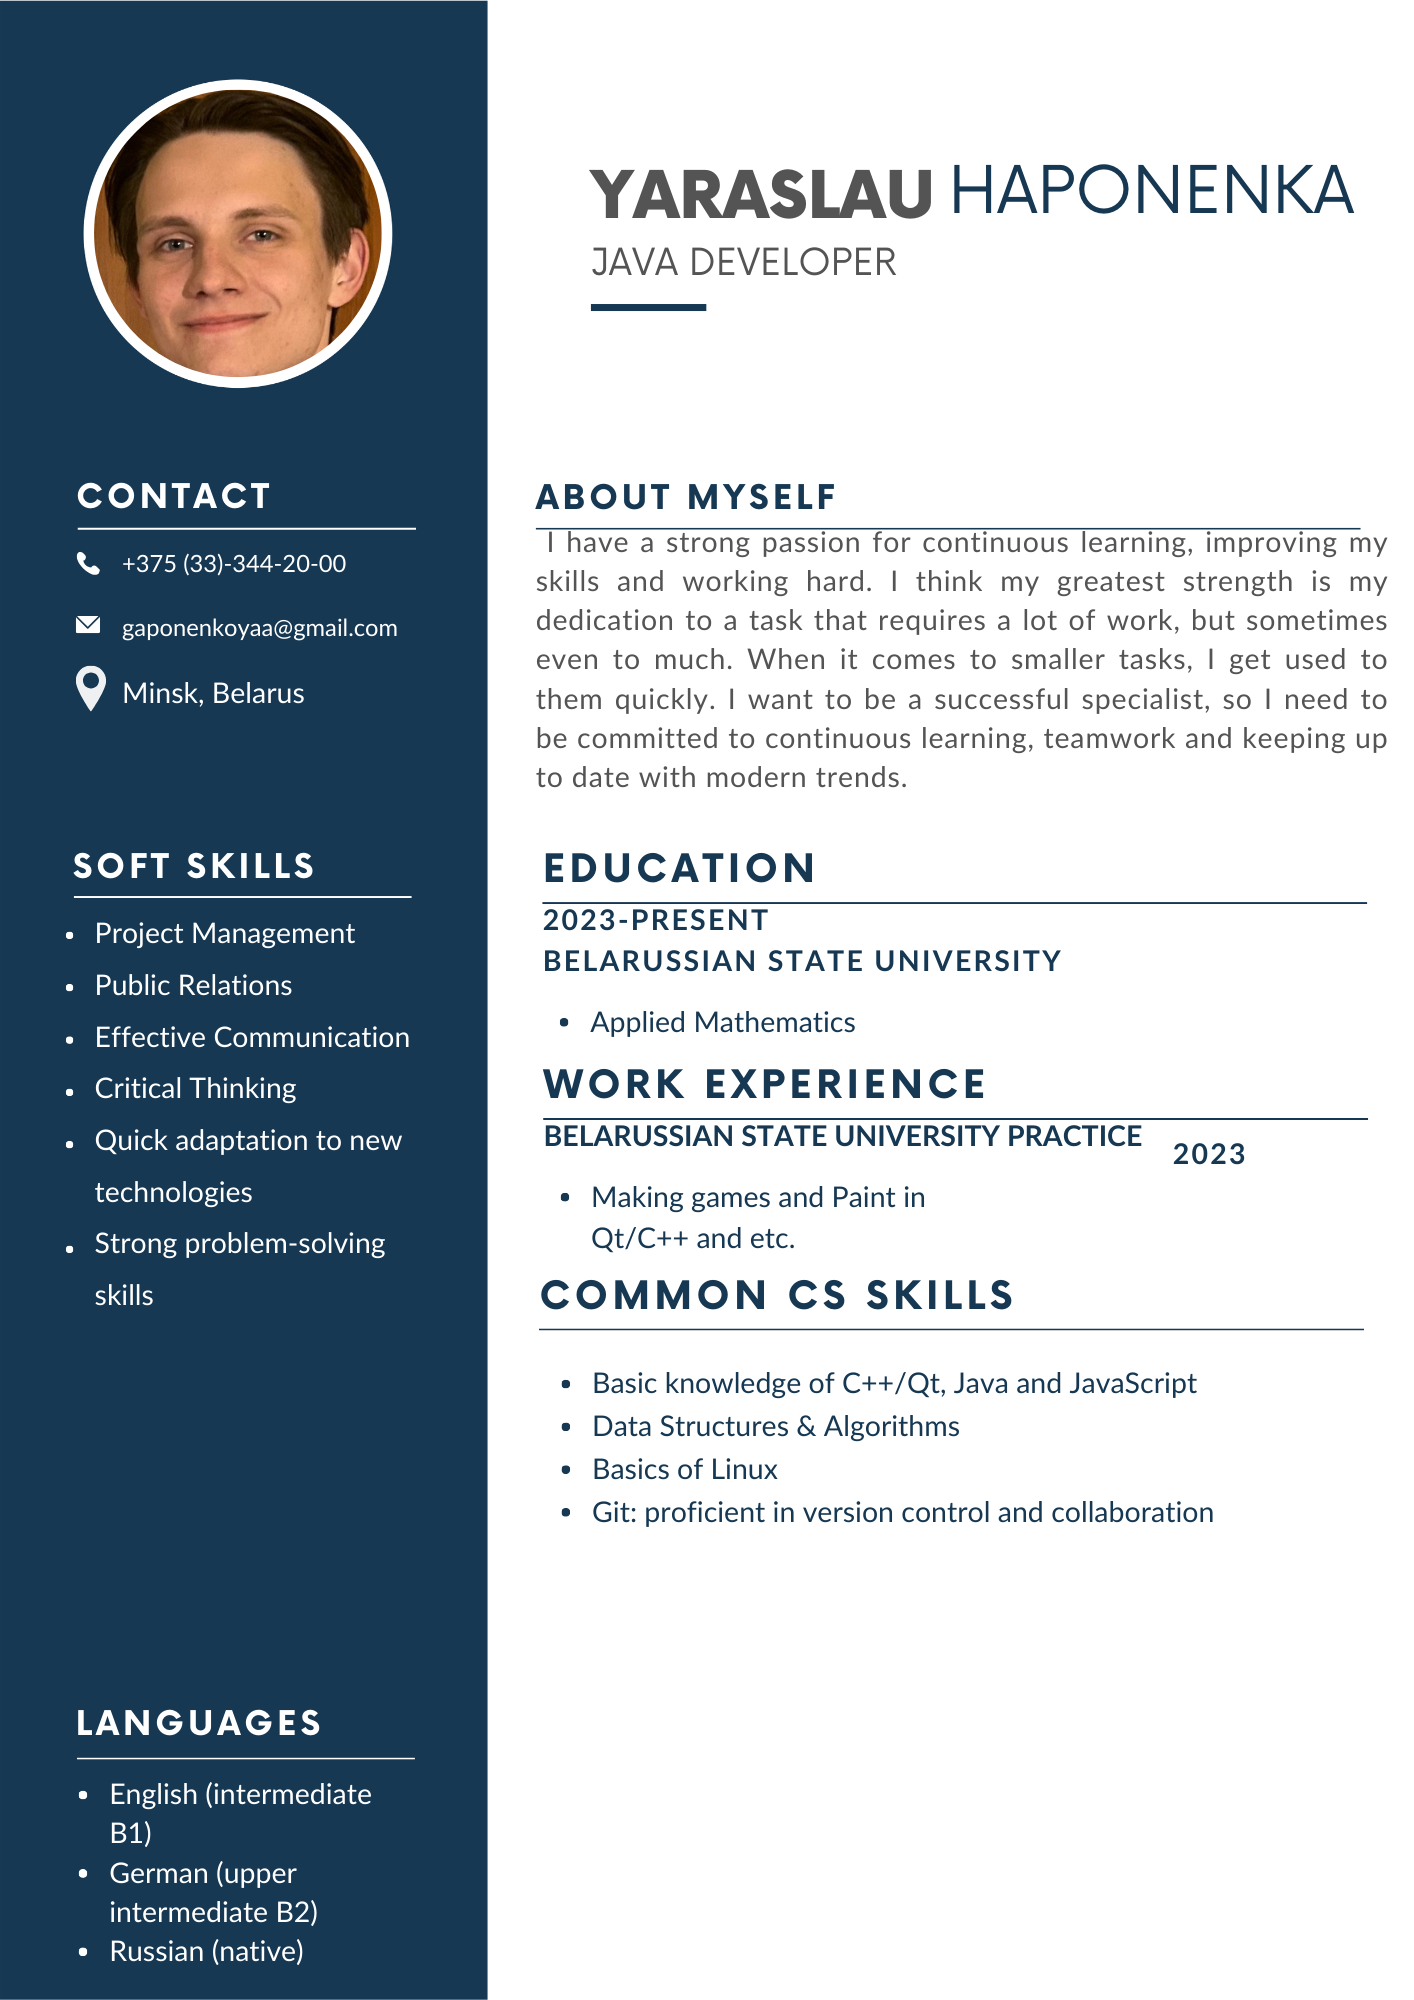 YARASLAU HAPONENKA
JAVA DEVELOPER
CONTACT
+375 (33)-344-20-00
gaponenkoyaa@gmail.com
Minsk, Belarus
SOFT SKILLS
• Project Management
• Public Relations
• Effective Communication
• Critical Thinking
• Quick adaptation to new
technologies
• Strong problem-solving
skills
LANGUAGES
• English (intermediate
B1)
• German (upper
intermediate B2)
• Russian (native)
ABOUT MYSELF
I have a strong passion for continuous learning, improving my
skills and working hard. I think my greatest strength is my
dedication to a task that requires a lot of work, but sometimes
even to much. When it comes to smaller tasks, I get used to
them quickly. I want to be a successful specialist, so I need to
be committed to continuous learning, teamwork and keeping up
to date with modern trends.
EDUCATION
2023-PRESENT
BELARUSSIAN STATE UNIVERSITY
• Applied Mathematics
WORK EXPERIENCE
BELARUSSIAN STATE UNIVERSITY PRACTICE 2023
• Making games and Paint in
Qt/C++ and etc.
COMMON CS SKILLS
• Basic knowledge of C++/Qt, Java and JavaScript
• Data Structures & Algorithms
• Basics of Linux
• Git: proficient in version control and collaboration